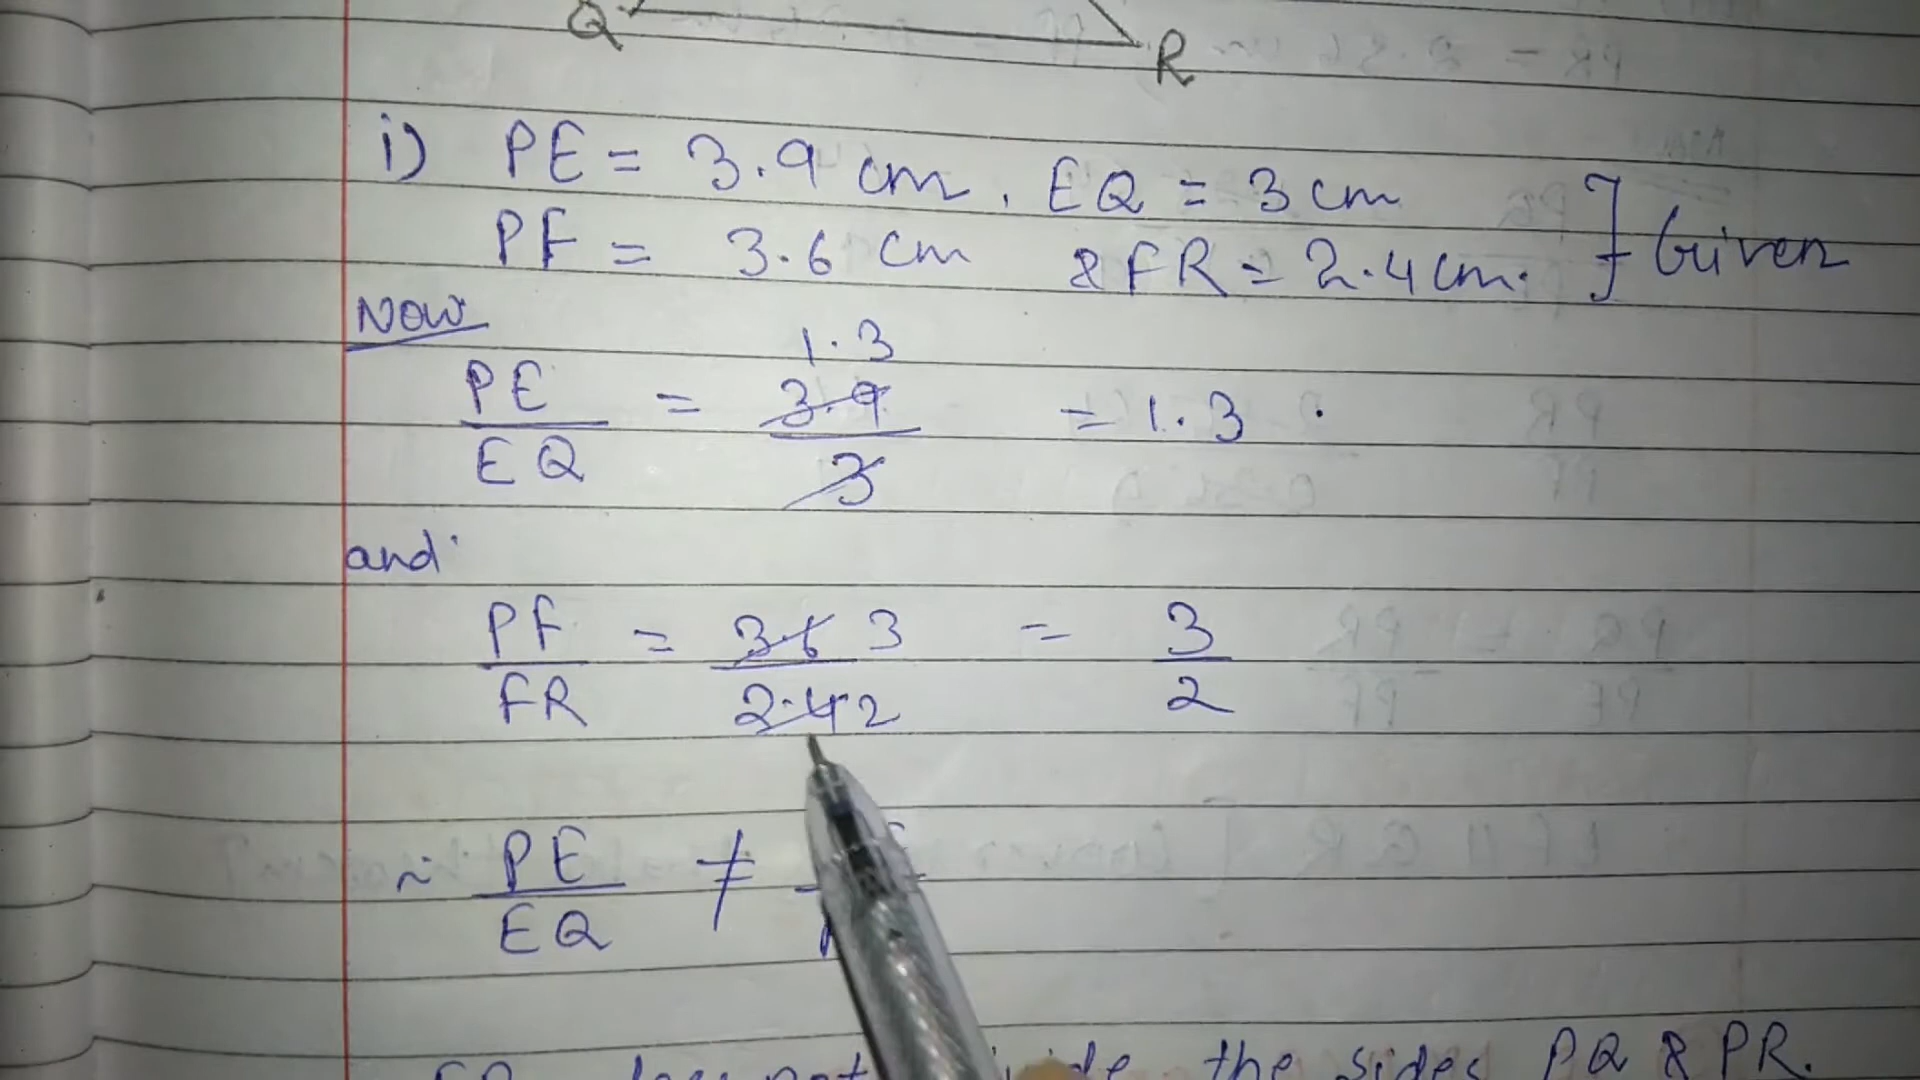 Q R
i) PE = 3.9 cm, EQ = 3 cm
PF = 3.6 cm & FR = 2.4 cm. } Given
Now
PE/EQ = 3.9/3 1.3 = 1.3
and
PF/FR = 3.6/2.4 3/2 = 3/2
PE/EQ ≠
the sides PQ & PR.